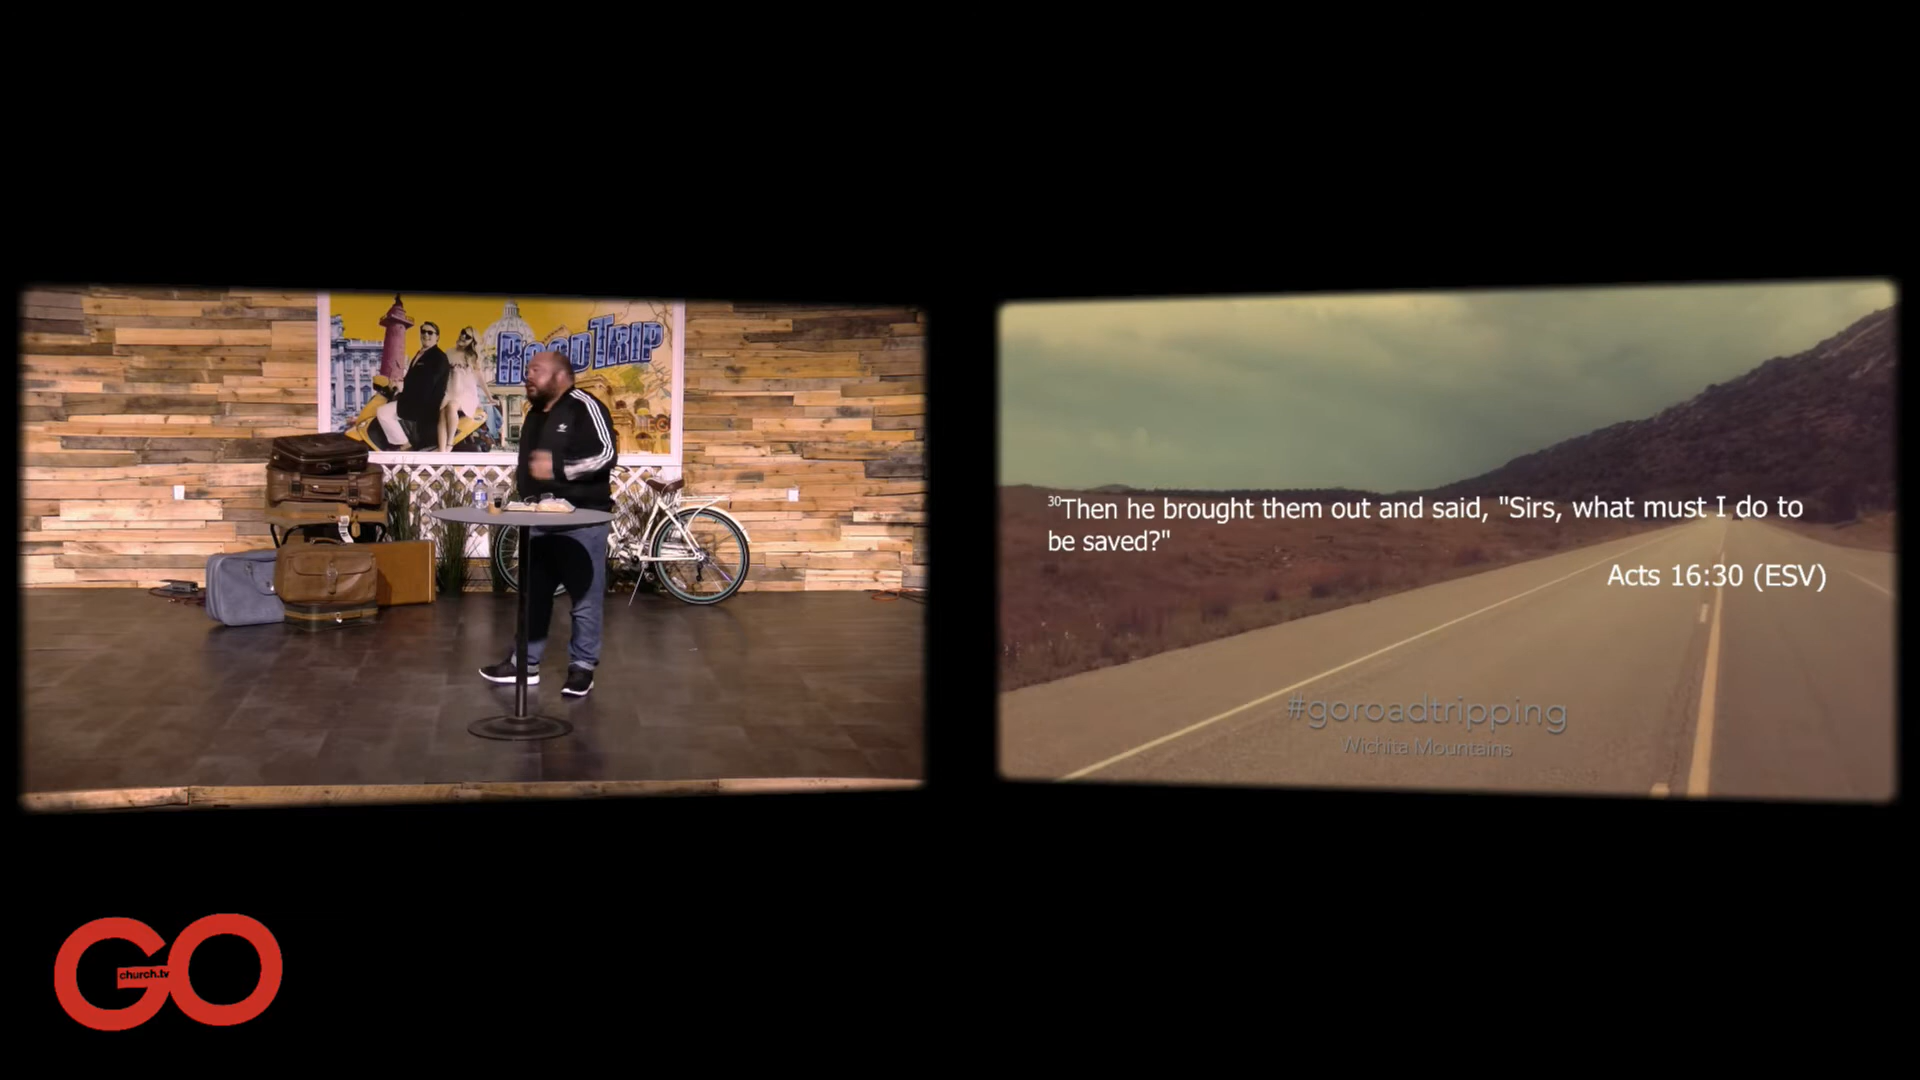 ROAD TRIP
30Then he brought them out and said, "Sirs, what must I do to
be saved?"
Acts 16:30 (ESV)
#goroadtripping
Wichita Mountains
GO
church.tv